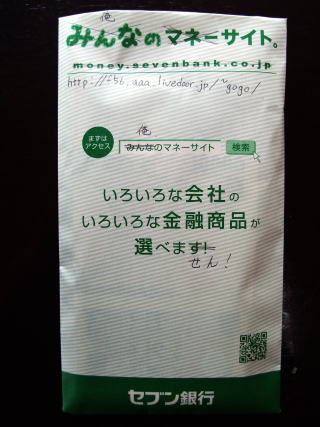 俺
みんなのマネーサイト。
money.sevenbank.co.jp
http://f56.aaa.livedoor.jp/~gogo/
まずは
アクセス
俺
みんなのマネーサイト 検索
いろいろな会社の
いろいろな金融商品が
選べます!
せん!
セブン銀行